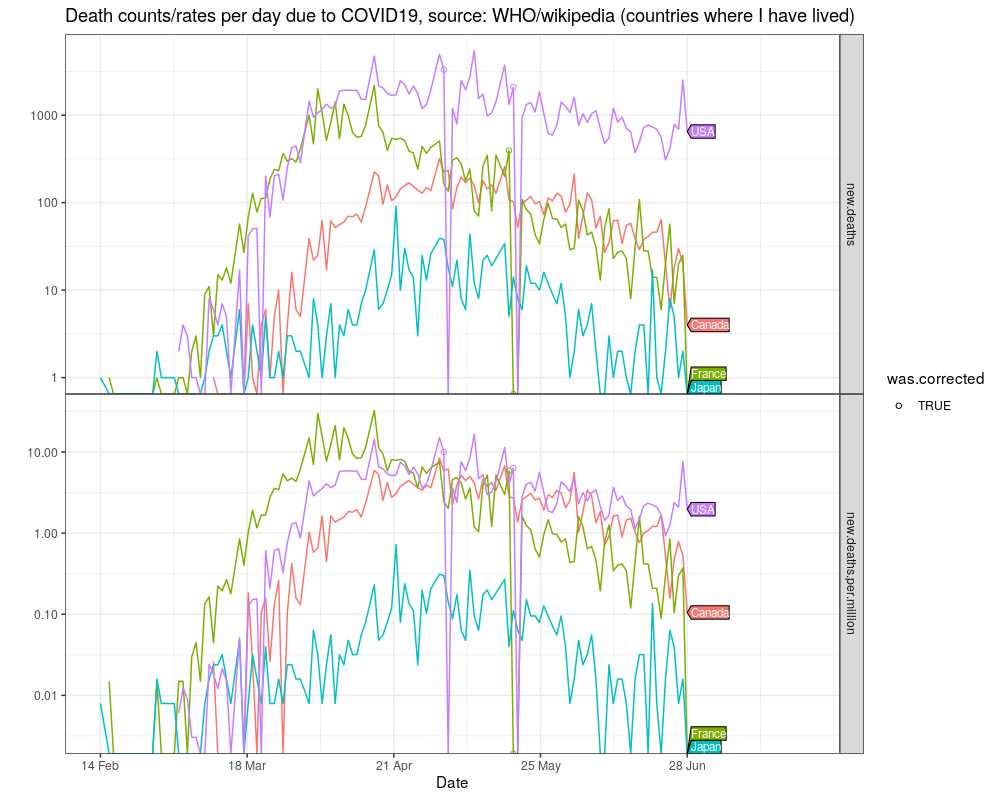 Death counts/rates per day due to COVID19, source: WHO/wikipedia (countries where I have lived)
1000
100
10
1
USA
Canada
France
Japan
new.deaths
10.00
1.00
0.10
0.01
USA
Canada
France
Japan
new.deaths.per.million
14 Feb
18 Mar
21 Apr
25 May
28 Jun
Date
was.corrected
TRUE